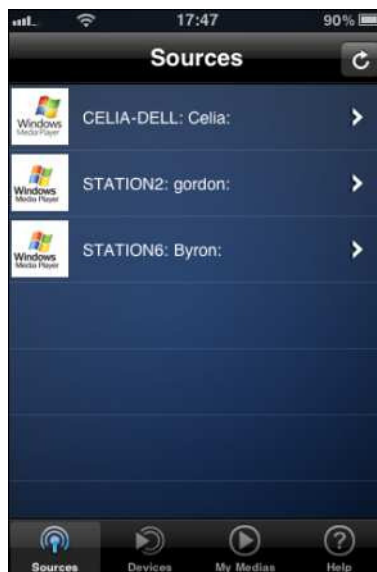 17:47
90%
Sources
Windows
Media Player
CELIA-DELL: Celia:
Windows
Media Player
STATION2: gordon:
Windows
Media Player
STATION6: Byron:
Sources Devices My Medias Help